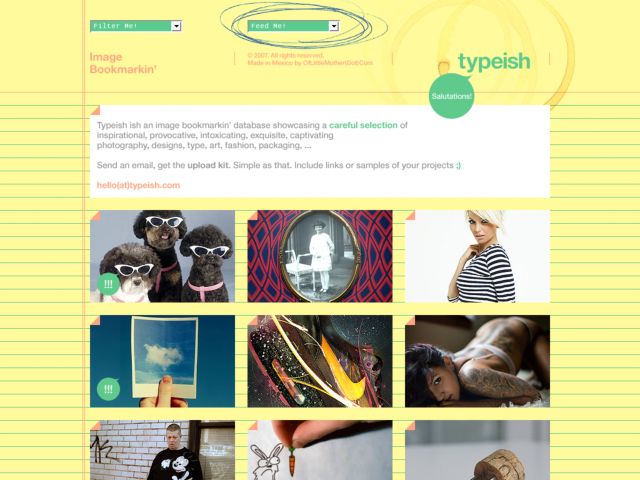 Filter Me!
Feed Me!
Image
Bookmarkin'
© 2007. All rights reserved.
Made in Mexico by OfLittleMother(Dot)Com
typeish
Salutations!
Typeish ish an image bookmarkin' database showcasing a careful selection of
inspirational, provocative, intoxicating, exquisite, captivating
photography, designs, type, art, fashion, packaging, ...
Send an email, get the upload kit. Simple as that. Include links or samples of your projects ;)
hello(at)typeish.com
!!!
!!!